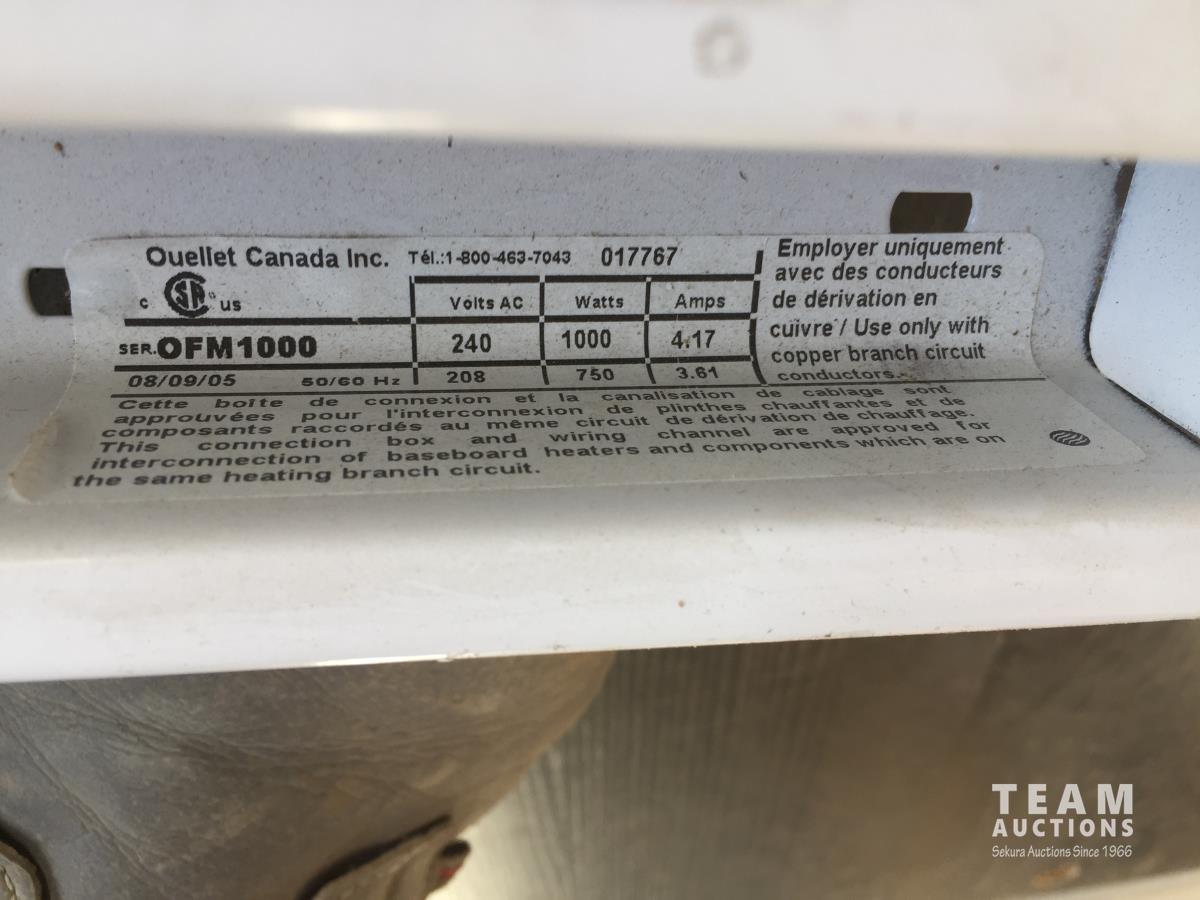 Ouellet Canada Inc. Tél.:1-800-463-7043 017767
c SA us
Volts AC Watts Amps
SER. OFM1000 240 1000 4.17
08/09/05 50/60 Hz 208 750 3.61
Employer uniquement
avec des conducteurs
de dérivation en
cuivre / Use only with
copper branch circuit
conductors.
Cette boîte de connexion et la canalisation de cablage sont
approuvées pour l'interconnexion de plinthes chauffantes et de
composants raccordés au même circuit de dérivation de chauffage.
This connection box and wiring channel are approved for
interconnection of baseboard heaters and components which are on
the same heating branch circuit.
TEAM
AUCTIONS
Sekura Auctions Since 1966